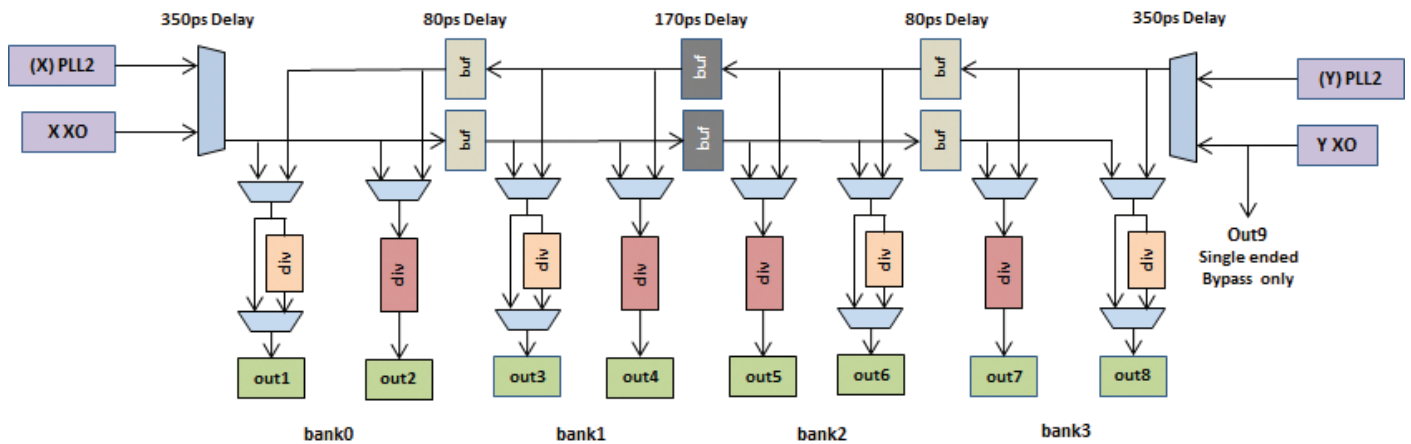 350ps Delay
80ps Delay
170ps Delay
80ps Delay
350ps Delay
(X) PLL2
buf
buf
buf
(Y) PLL2
X XO
buf
buf
buf
Y XO
div
div
div
div
div
div
div
div
Out9
Single ended
Bypass only
out1
out2
out3
out4
out5
out6
out7
out8
bank0
bank1
bank2
bank3